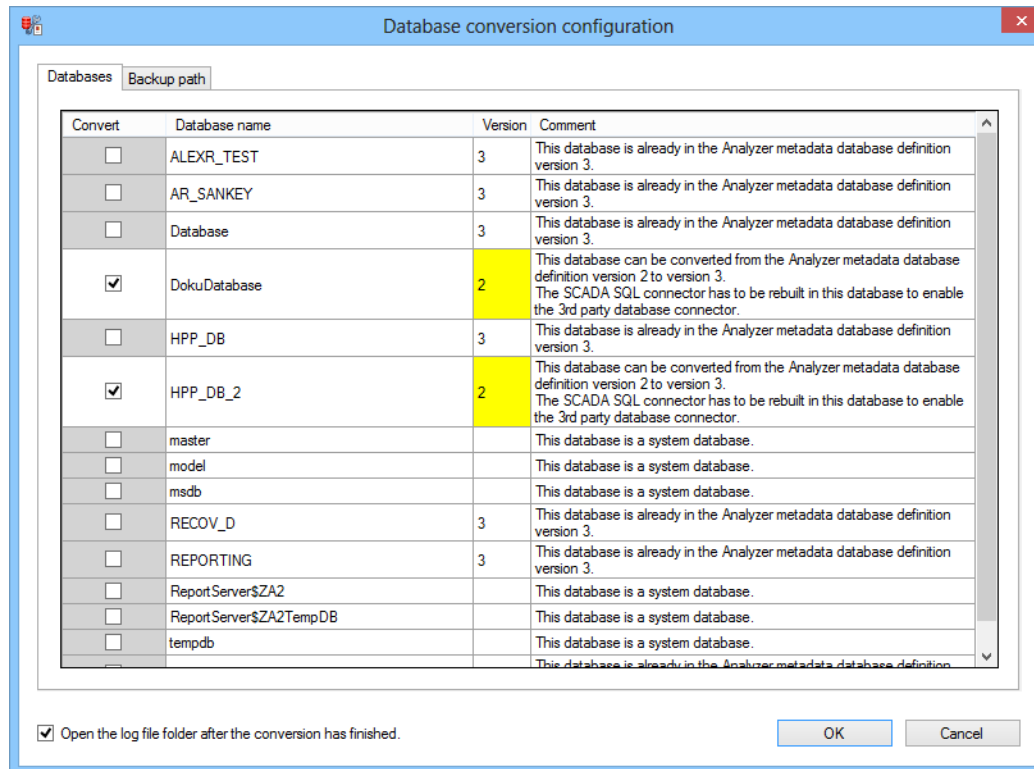 Database conversion configuration
Databases
Backup path
Convert Database name Version Comment
ALEXR_TEST 3 This database is already in the Analyzer metadata database definition
version 3.
AR_SANKEY 3 This database is already in the Analyzer metadata database definition
version 3.
Database 3 This database is already in the Analyzer metadata database definition
version 3.
DokuDatabase 2 This database can be converted from the Analyzer metadata database
definition version 2 to version 3.
The SCADA SQL connector has to be rebuilt in this database to enable
the 3rd party database connector.
HPP_DB 3 This database is already in the Analyzer metadata database definition
version 3.
HPP_DB_2 2 This database can be converted from the Analyzer metadata database
definition version 2 to version 3.
The SCADA SQL connector has to be rebuilt in this database to enable
the 3rd party database connector.
master This database is a system database.
model This database is a system database.
msdb This database is a system database.
RECOV_D 3 This database is already in the Analyzer metadata database definition
version 3.
REPORTING 3 This database is already in the Analyzer metadata database definition
version 3.
ReportServer$ZA2 This database is a system database.
ReportServer$ZA2TempDB This database is a system database.
tempdb This database is a system database.
This database is already in the Analyzer metadata database definition
Open the log file folder after the conversion has finished.
OK
Cancel